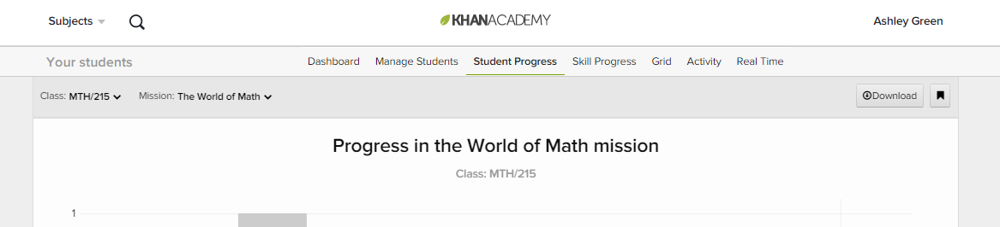 Subjects
KHANACADEMY
Ashley Green
Your students
Dashboard Manage Students Student Progress Skill Progress Grid Activity Real Time
Class: MTH/215 Mission: The World of Math
Download
Progress in the World of Math mission
Class: MTH/215
1